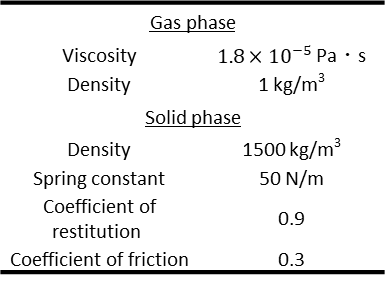 Gas phase
Viscosity 1.8 × 10⁻⁵ Pa・s
Density 1 kg/m³
Solid phase
Density 1500 kg/m³
Spring constant 50 N/m
Coefficient of
restitution 0.9
Coefficient of friction 0.3